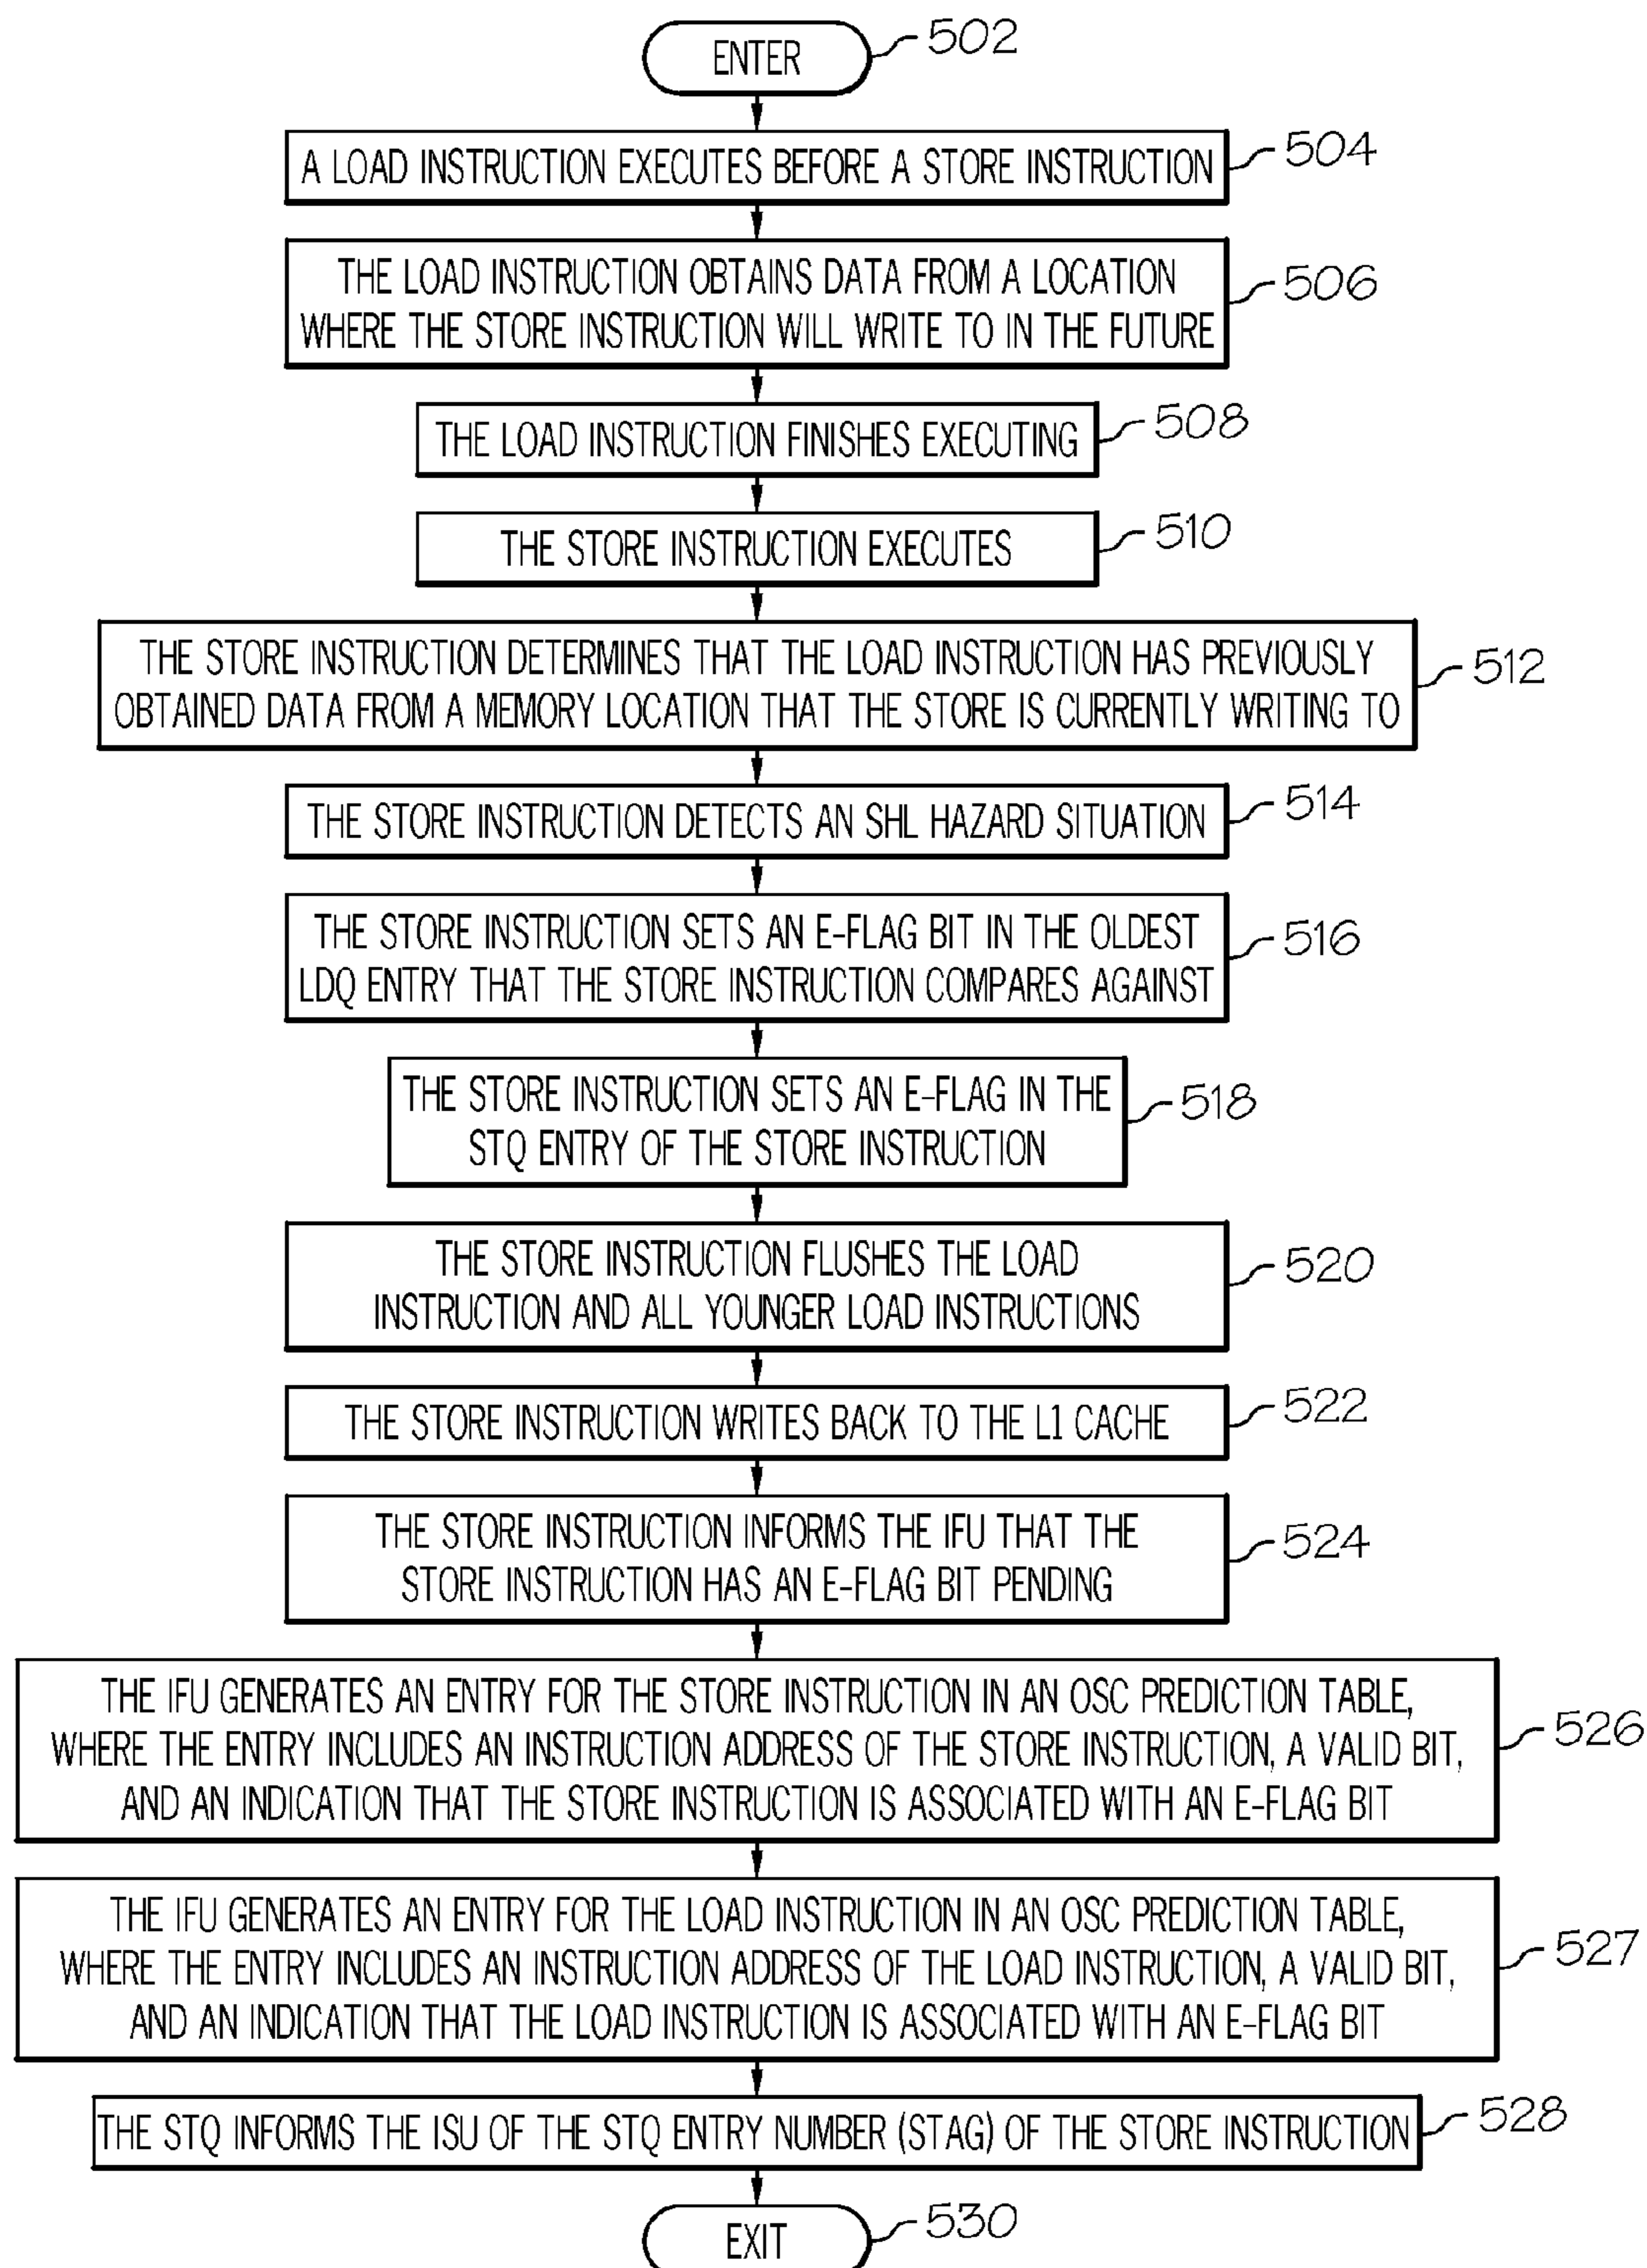 ENTER
502
A LOAD INSTRUCTION EXECUTES BEFORE A STORE INSTRUCTION
504
THE LOAD INSTRUCTION OBTAINS DATA FROM A LOCATION
WHERE THE STORE INSTRUCTION WILL WRITE TO IN THE FUTURE
506
THE LOAD INSTRUCTION FINISHES EXECUTING
508
THE STORE INSTRUCTION EXECUTES
510
THE STORE INSTRUCTION DETERMINES THAT THE LOAD INSTRUCTION HAS PREVIOUSLY
OBTAINED DATA FROM A MEMORY LOCATION THAT THE STORE IS CURRENTLY WRITING TO
512
THE STORE INSTRUCTION DETECTS AN SHL HAZARD SITUATION
514
THE STORE INSTRUCTION SETS AN E-FLAG BIT IN THE OLDEST
LDQ ENTRY THAT THE STORE INSTRUCTION COMPARES AGAINST
516
THE STORE INSTRUCTION SETS AN E-FLAG IN THE
STQ ENTRY OF THE STORE INSTRUCTION
518
THE STORE INSTRUCTION FLUSHES THE LOAD
INSTRUCTION AND ALL YOUNGER LOAD INSTRUCTIONS
520
THE STORE INSTRUCTION WRITES BACK TO THE L1 CACHE
522
THE STORE INSTRUCTION INFORMS THE IFU THAT THE
STORE INSTRUCTION HAS AN E-FLAG BIT PENDING
524
THE IFU GENERATES AN ENTRY FOR THE STORE INSTRUCTION IN AN OSC PREDICTION TABLE,
WHERE THE ENTRY INCLUDES AN INSTRUCTION ADDRESS OF THE STORE INSTRUCTION, A VALID BIT,
AND AN INDICATION THAT THE STORE INSTRUCTION IS ASSOCIATED WITH AN E-FLAG BIT
526
THE IFU GENERATES AN ENTRY FOR THE LOAD INSTRUCTION IN AN OSC PREDICTION TABLE,
WHERE THE ENTRY INCLUDES AN INSTRUCTION ADDRESS OF THE LOAD INSTRUCTION, A VALID BIT,
AND AN INDICATION THAT THE LOAD INSTRUCTION IS ASSOCIATED WITH AN E-FLAG BIT
527
THE STQ INFORMS THE ISU OF THE STQ ENTRY NUMBER (STAG) OF THE STORE INSTRUCTION
528
EXIT
530